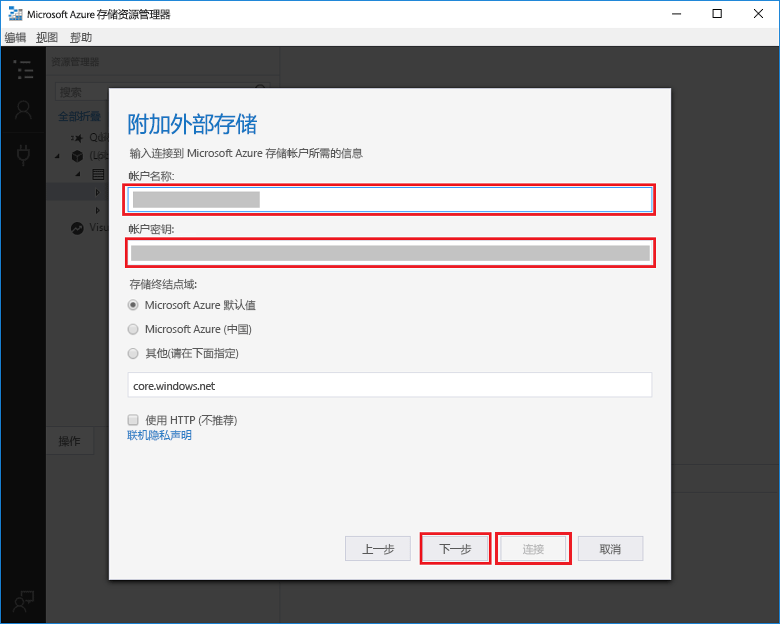 Microsoft Azure 存储资源管理器
编辑 视图 帮助
资源管理器
搜索
全部折叠
附加外部存储
输入连接到 Microsoft Azure 存储帐户所需的信息
帐户名称:
帐户密钥:
存储终结点域:
Microsoft Azure 默认值
Microsoft Azure (中国)
其他(请在下面指定)
core.windows.net
使用 HTTP (不推荐)
联机隐私声明
操作
上一步 下一步 连接 取消